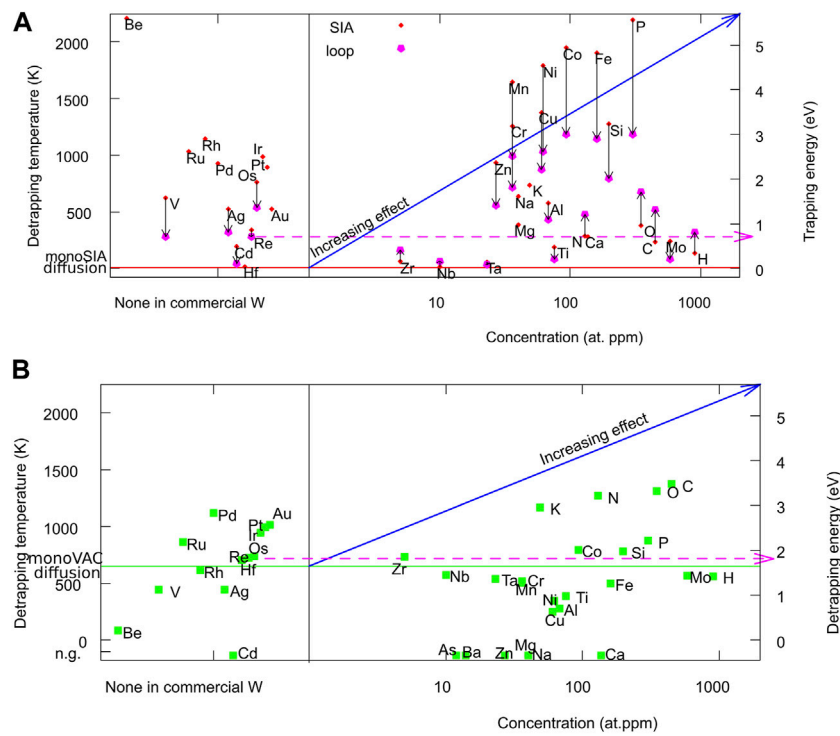 A
Detrapping temperature (K)
2200
1500
1000
500
monoSIA
diffusion
0
SIA
loop
Be
P
Co
Fe
Ni
Mn
Cu
Cr
Si
Rh
Ru
Ir
Pt
Pd
Os
Zn
K
V
Na
Ag
Au
Al
Mg
O
Re
N
Ca
C
Mo
Cd
Ti
H
Hf
Zr
Nb
Ta
Increasing effect
5
4
3
2
1
0
Trapping energy (eV)
None in commercial W
10
100
1000
Concentration (at. ppm)
B
Detrapping temperature (K)
2000
1500
1000
monoVAC
diffusion
500
0
n.g.
Increasing effect
C
O
N
K
Pd
Pt
Au
Ir
Ru
Os
P
Co
Si
Re
Hf
Zr
Rh
Nb
Ta
Cr
Mn
Fe
Mo
H
V
Ag
Ni
Ti
Al
Cu
Be
Cd
As
Ba
Zn
Mg
Na
Ca
5
4
3
2
1
0
Detrapping energy (eV)
None in commercial W
10
100
1000
Concentration (at.ppm)